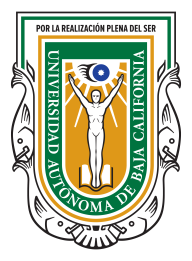 POR LA REALIZACIÓN PLENA DEL SER
UNIVERSIDAD AUTÓNOMA DE BAJA CALIFORNIA